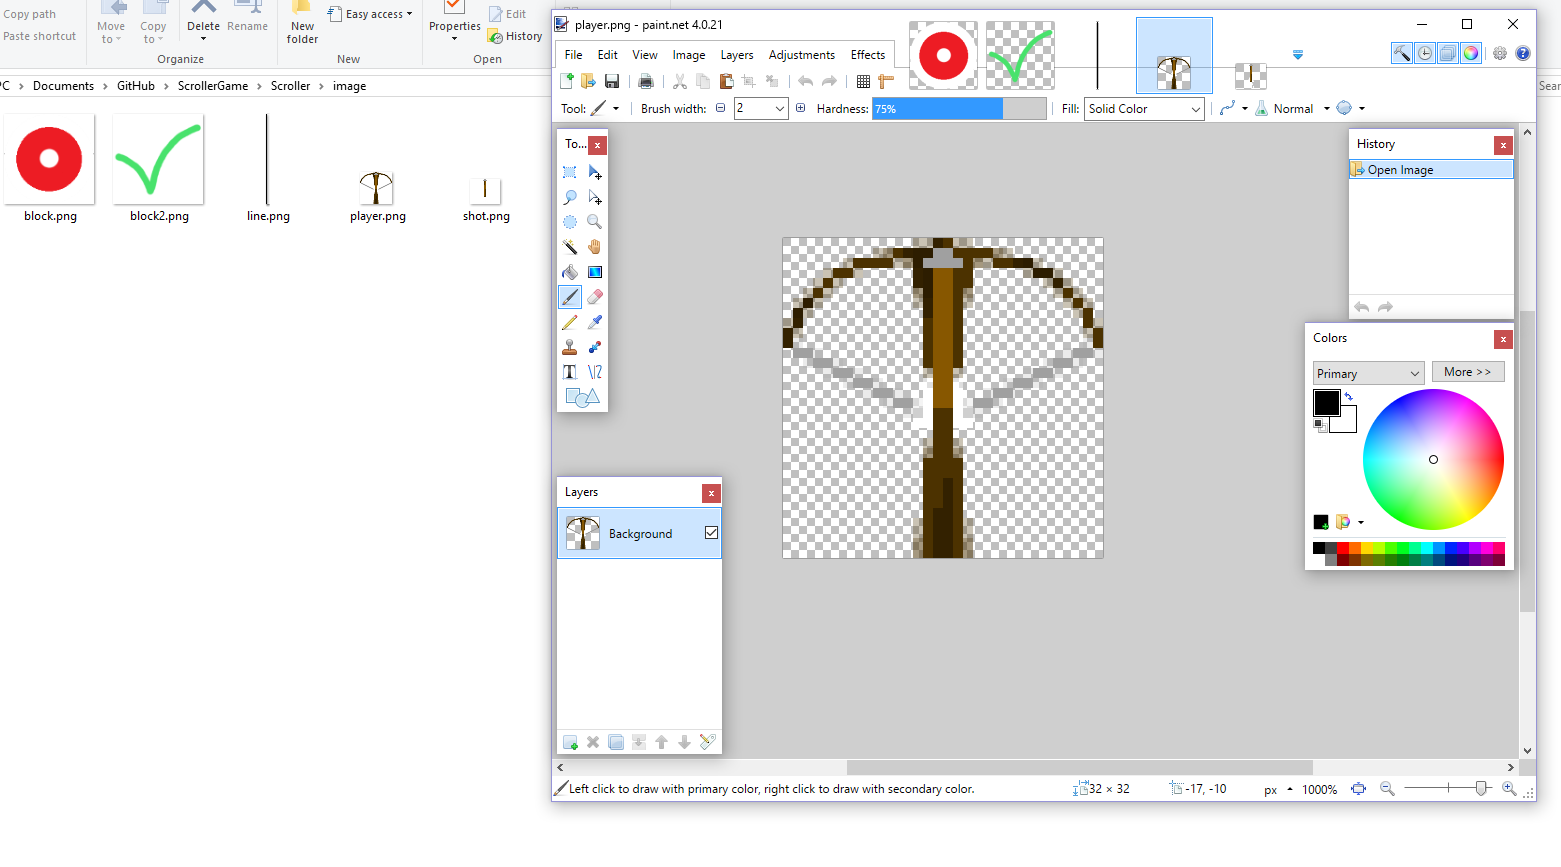 Copy path
Paste shortcut
Move to
Copy to
Delete
Rename
Organize
New folder
Easy access
New
Properties
Edit
History
Open
PC > Documents > GitHub > ScrollerGame > Scroller > image
Sear
block.png
block2.png
line.png
player.png
shot.png
player.png - paint.net 4.0.21
File Edit View Image Layers Adjustments Effects
Tool: Brush width: 2 Hardness: 75% Fill: Solid Color Normal
To...
History
Open Image
Colors
Primary
More >>
Layers
Background
Left click to draw with primary color, right click to draw with secondary color.
32 × 32
-17, -10
px
1000%